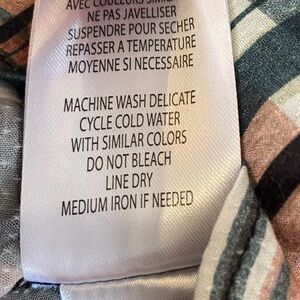 AVEC COULEURS SIMIL
NE PAS JAVELLISER
SUSPENDRE POUR SECHER
REPASSER A TEMPERATURE
MOYENNE SI NECESSAIRE
MACHINE WASH DELICATE
CYCLE COLD WATER
WITH SIMILAR COLORS
DO NOT BLEACH
LINE DRY
MEDIUM IRON IF NEEDED